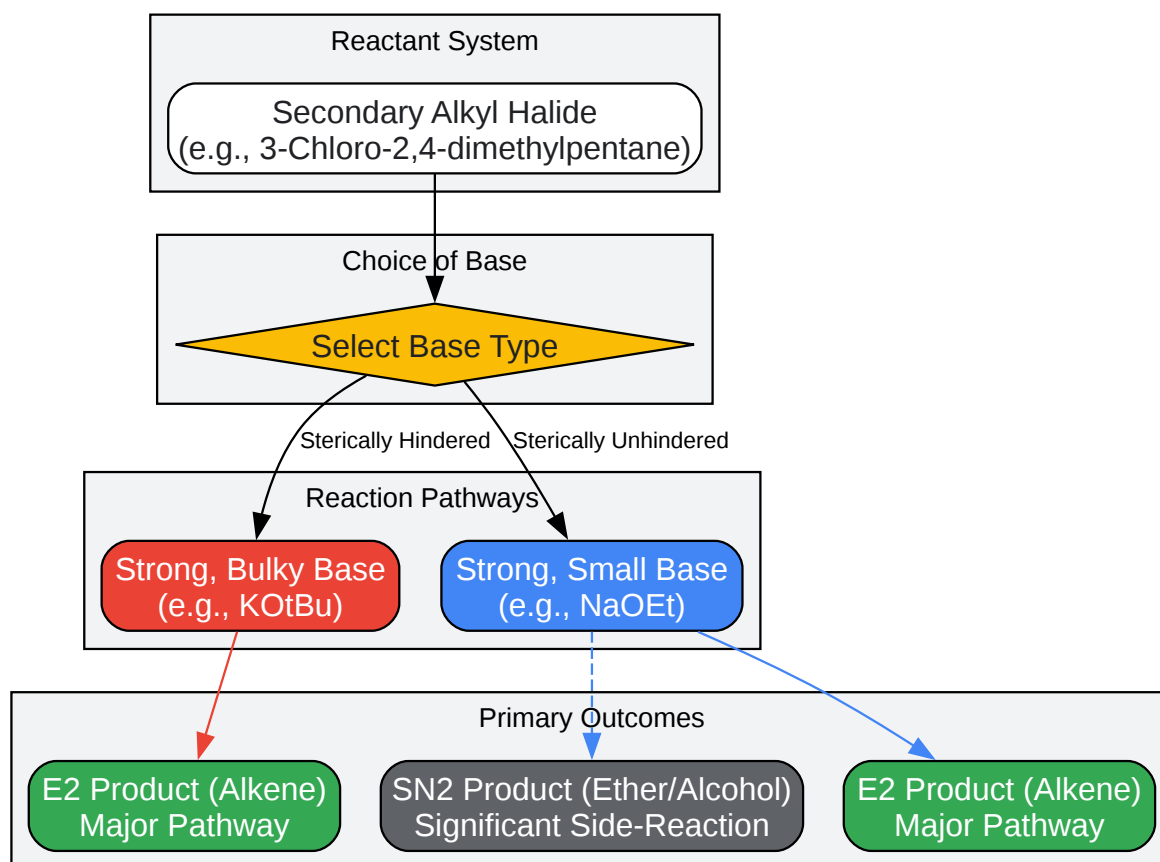 Reactant System
Secondary Alkyl Halide
(e.g., 3-Chloro-2,4-dimethylpentane)
Choice of Base
Select Base Type
Sterically Hindered
Sterically Unhindered
Reaction Pathways
Strong, Bulky Base
(e.g., KOtBu)
Strong, Small Base
(e.g., NaOEt)
Primary Outcomes
E2 Product (Alkene)
Major Pathway
SN2 Product (Ether/Alcohol)
Significant Side-Reaction
E2 Product (Alkene)
Major Pathway